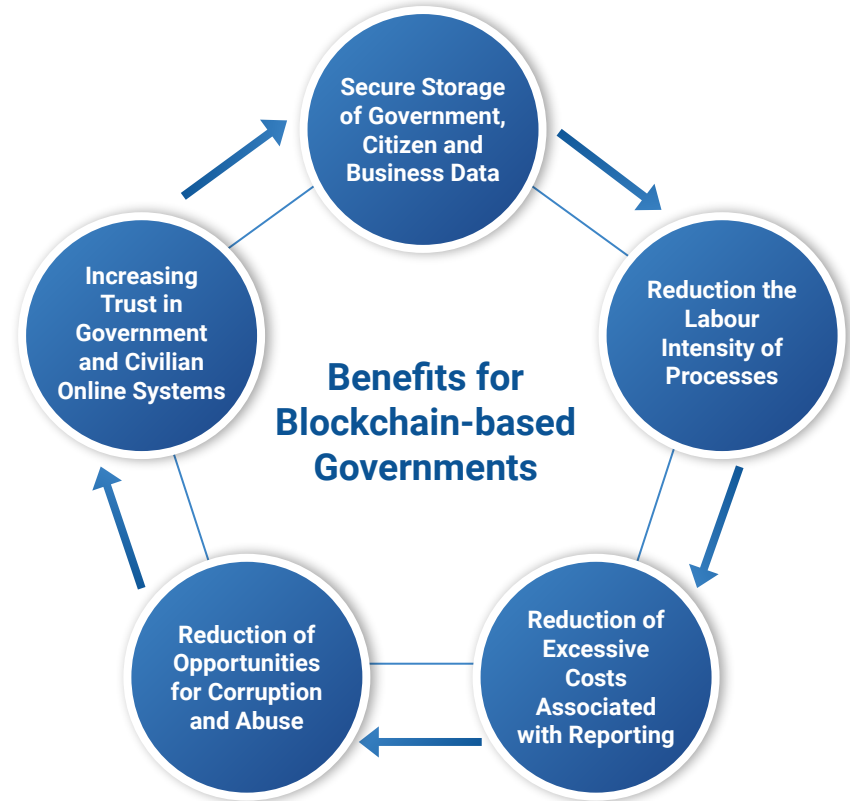 Secure Storage
of Government,
Citizen and
Business Data
Reduction the
Labour
Intensity of
Processes
Reduction of
Excessive
Costs
Associated
with Reporting
Reduction of
Opportunities
for Corruption
and Abuse
Increasing
Trust in
Government
and Civilian
Online Systems
Benefits for
Blockchain-based
Governments